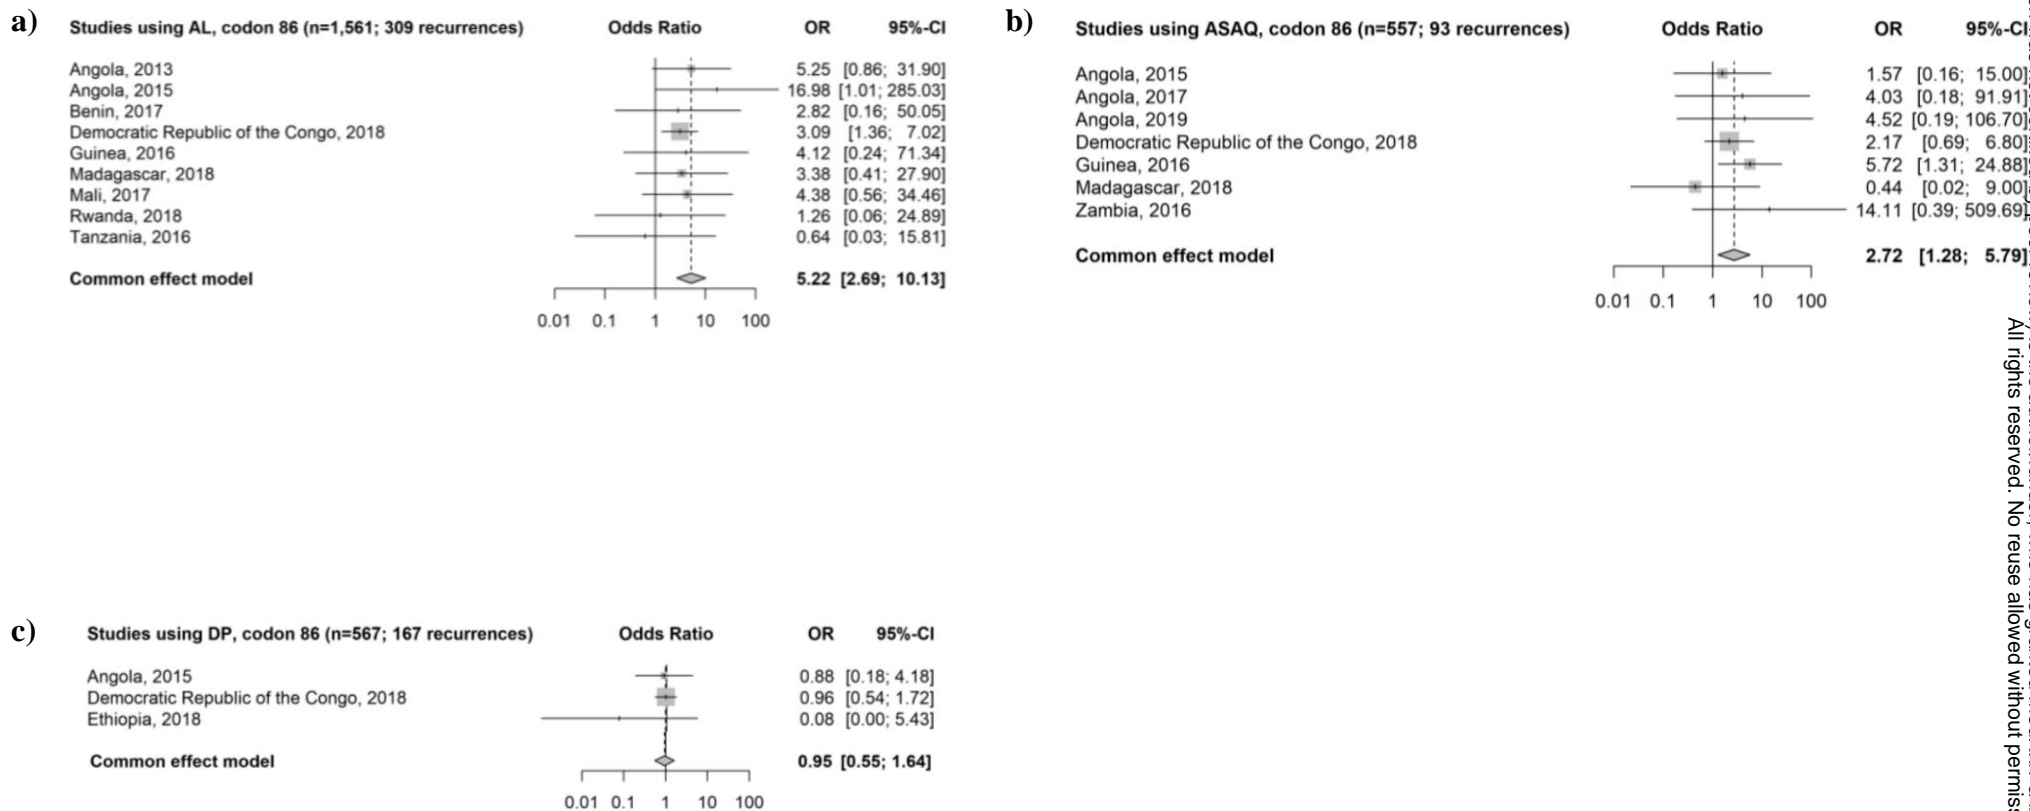 a)
Studies using AL, codon 86 (n=1,561; 309 recurrences) Odds Ratio OR 95%-CI
Angola, 2013 5.25 [0.86; 31.90]
Angola, 2015 16.98 [1.01; 285.03]
Benin, 2017 2.82 [0.16; 50.05]
Democratic Republic of the Congo, 2018 3.09 [1.36; 7.02]
Guinea, 2016 4.12 [0.24; 71.34]
Madagascar, 2018 3.38 [0.41; 27.90]
Mali, 2017 4.38 [0.56; 34.46]
Rwanda, 2018 1.26 [0.06; 24.89]
Tanzania, 2016 0.64 [0.03; 15.81]
Common effect model 5.22 [2.69; 10.13]
0.01 0.1 1 10 100
b)
Studies using ASAQ, codon 86 (n=557; 93 recurrences) Odds Ratio OR 95%-CI
Angola, 2015 1.57 [0.16; 15.00]
Angola, 2017 4.03 [0.18; 91.91]
Angola, 2019 4.52 [0.19; 106.70]
Democratic Republic of the Congo, 2018 2.17 [0.69; 6.80]
Guinea, 2016 5.72 [1.31; 24.88]
Madagascar, 2018 0.44 [0.02; 9.00]
Zambia, 2016 14.11 [0.39; 509.69]
Common effect model 2.72 [1.28; 5.79]
0.01 0.1 1 10 100
c)
Studies using DP, codon 86 (n=567; 167 recurrences) Odds Ratio OR 95%-CI
Angola, 2015 0.88 [0.18; 4.18]
Democratic Republic of the Congo, 2018 0.96 [0.54; 1.72]
Ethiopia, 2018 0.08 [0.00; 5.43]
Common effect model 0.95 [0.55; 1.64]
0.01 0.1 1 10 100
All rights reserved. No reuse allowed without permiss